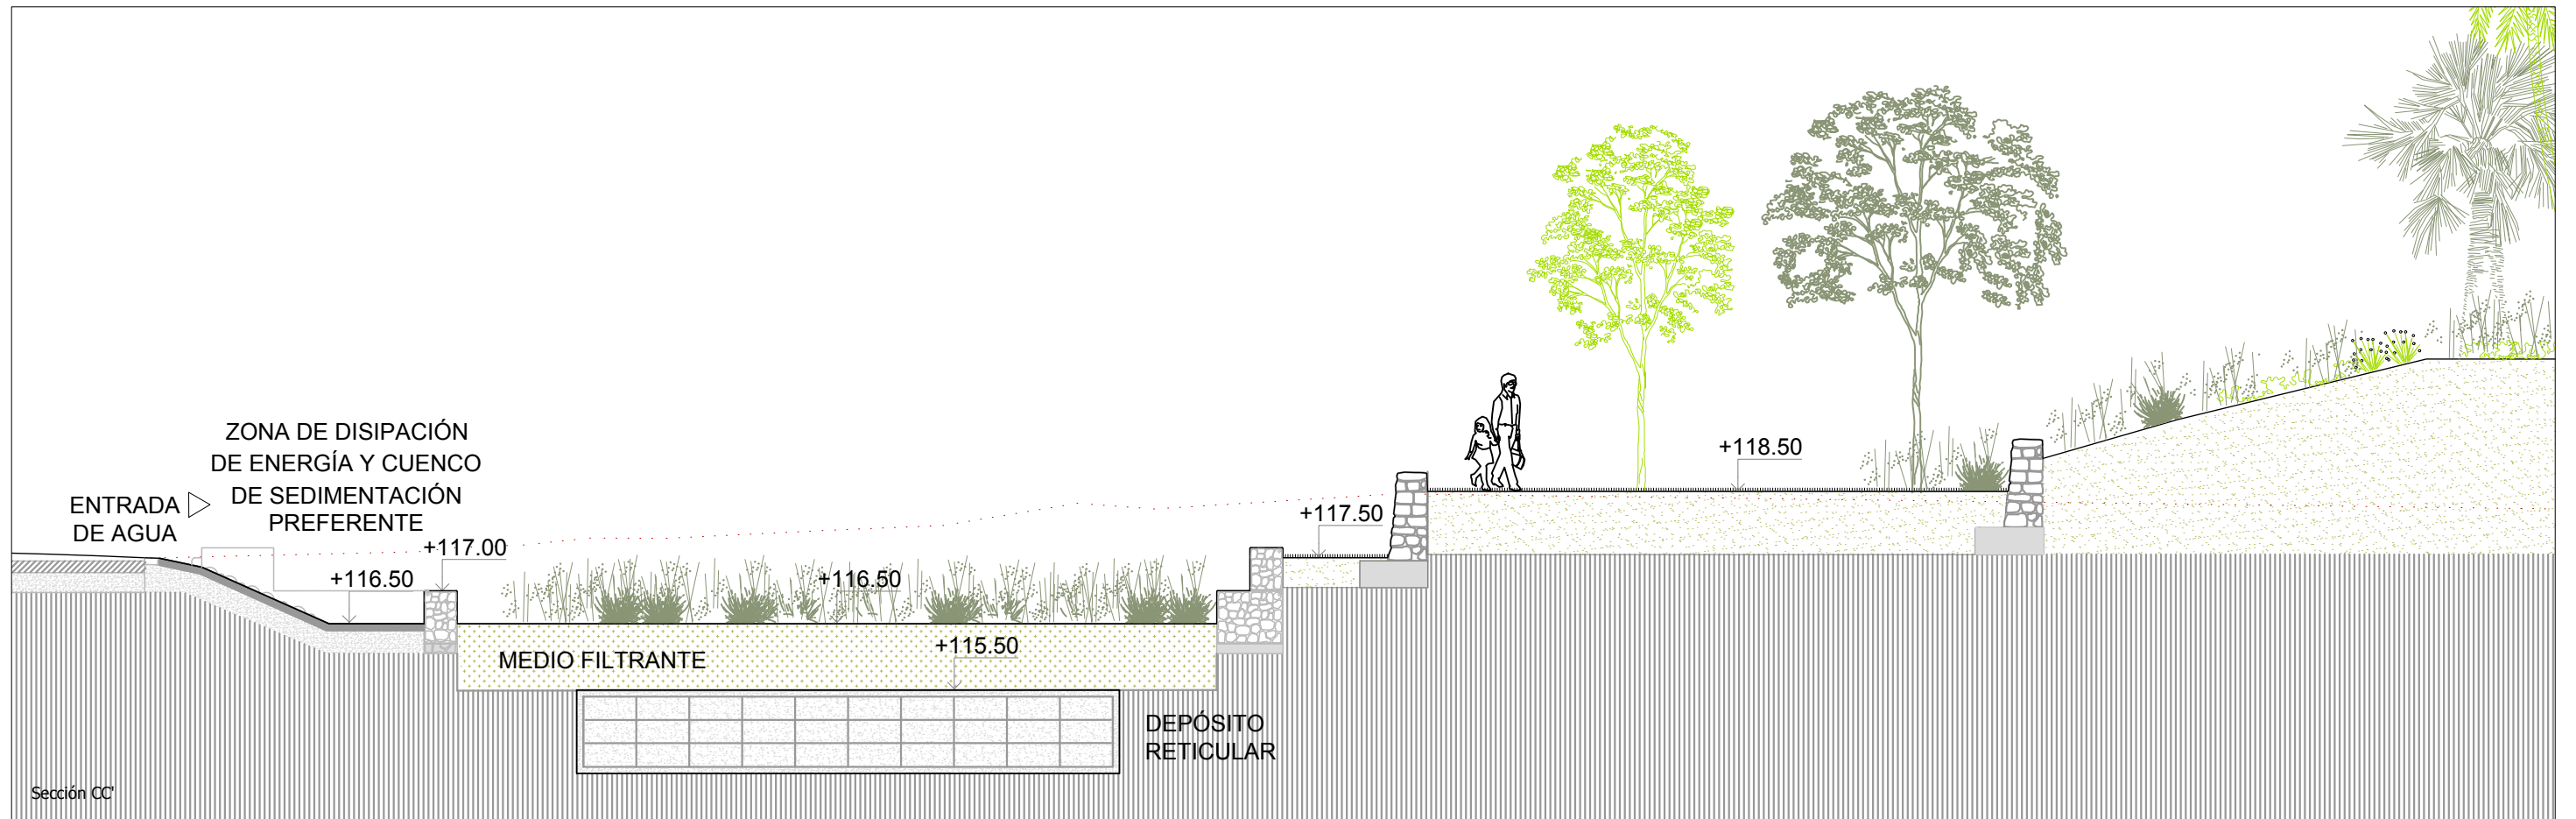 ZONA DE DISIPACIÓN
DE ENERGÍA Y CUENCO
DE SEDIMENTACIÓN
PREFERENTE
ENTRADA
DE AGUA
+117.00
+116.50
+116.50
+117.50
+118.50
MEDIO FILTRANTE
+115.50
DEPÓSITO
RETICULAR
Sección CC'